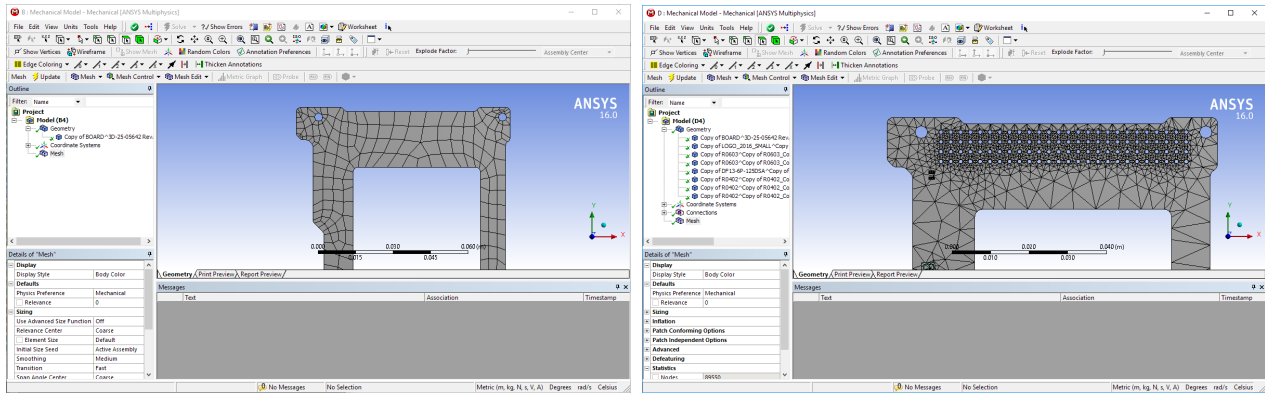 B : Mechanical Model - Mechanical [ANSYS Multiphysics]
File Edit View Units Tools Help Solve ?/ Show Errors Worksheet
Show Vertices Wireframe Show Mesh Random Colors Annotation Preferences Reset Explode Factor: Assembly Center
Edge Coloring Thicken Annotations
Mesh Update Mesh Mesh Control Mesh Edit Metric Graph Probe
Outline
Filter: Name
Project
Model (B4)
Geometry
Copy of BOARD^3D-25-05642 Rev.
Coordinate Systems
Mesh
ANSYS
16.0
Y
X
0.000 0.030 0.060 (m)
0.015 0.045
Details of "Mesh"
Display
Display Style Body Color
Defaults
Physics Preference Mechanical
Relevance 0
Sizing
Use Advanced Size Function Off
Relevance Center Coarse
Element Size Default
Initial Size Seed Active Assembly
Smoothing Medium
Transition Fast
Span Angle Center Coarse
Geometry Print Preview Report Preview
Messages
Text Association Timestamp
No Messages No Selection Metric (m, kg, N, s, V, A) Degrees rad/s Celsius
D : Mechanical Model - Mechanical [ANSYS Multiphysics]
File Edit View Units Tools Help Solve ?/ Show Errors Worksheet
Show Vertices Wireframe Show Mesh Random Colors Annotation Preferences Reset Explode Factor: Assembly Center
Edge Coloring Thicken Annotations
Mesh Update Mesh Mesh Control Mesh Edit Metric Graph Probe
Outline
Filter: Name
Project
Model (D4)
Geometry
Copy of BOARD^3D-25-05642 Rev.
Copy of LOGO_2016_SMALL^Copy
Copy of R0603^Copy of R0603_Co
Copy of R0603^Copy of R0603_Co
Copy of DF13-6P-125DSA^Copy of
Copy of R0402^Copy of R0402_Co
Copy of R0402^Copy of R0402_Co
Copy of R0402^Copy of R0402_Co
Coordinate Systems
Connections
Mesh
ANSYS
16.0
Y
X
0.000 0.020 0.040 (m)
0.010 0.030
Details of "Mesh"
Display
Display Style Body Color
Defaults
Physics Preference Mechanical
Relevance 0
Sizing
Inflation
Patch Conforming Options
Patch Independent Options
Advanced
Defeaturing
Statistics
Nodes 89550
Geometry Print Preview Report Preview
Messages
Text Association Timestamp
No Messages No Selection Metric (m, kg, N, s, V, A) Degrees rad/s Celsius